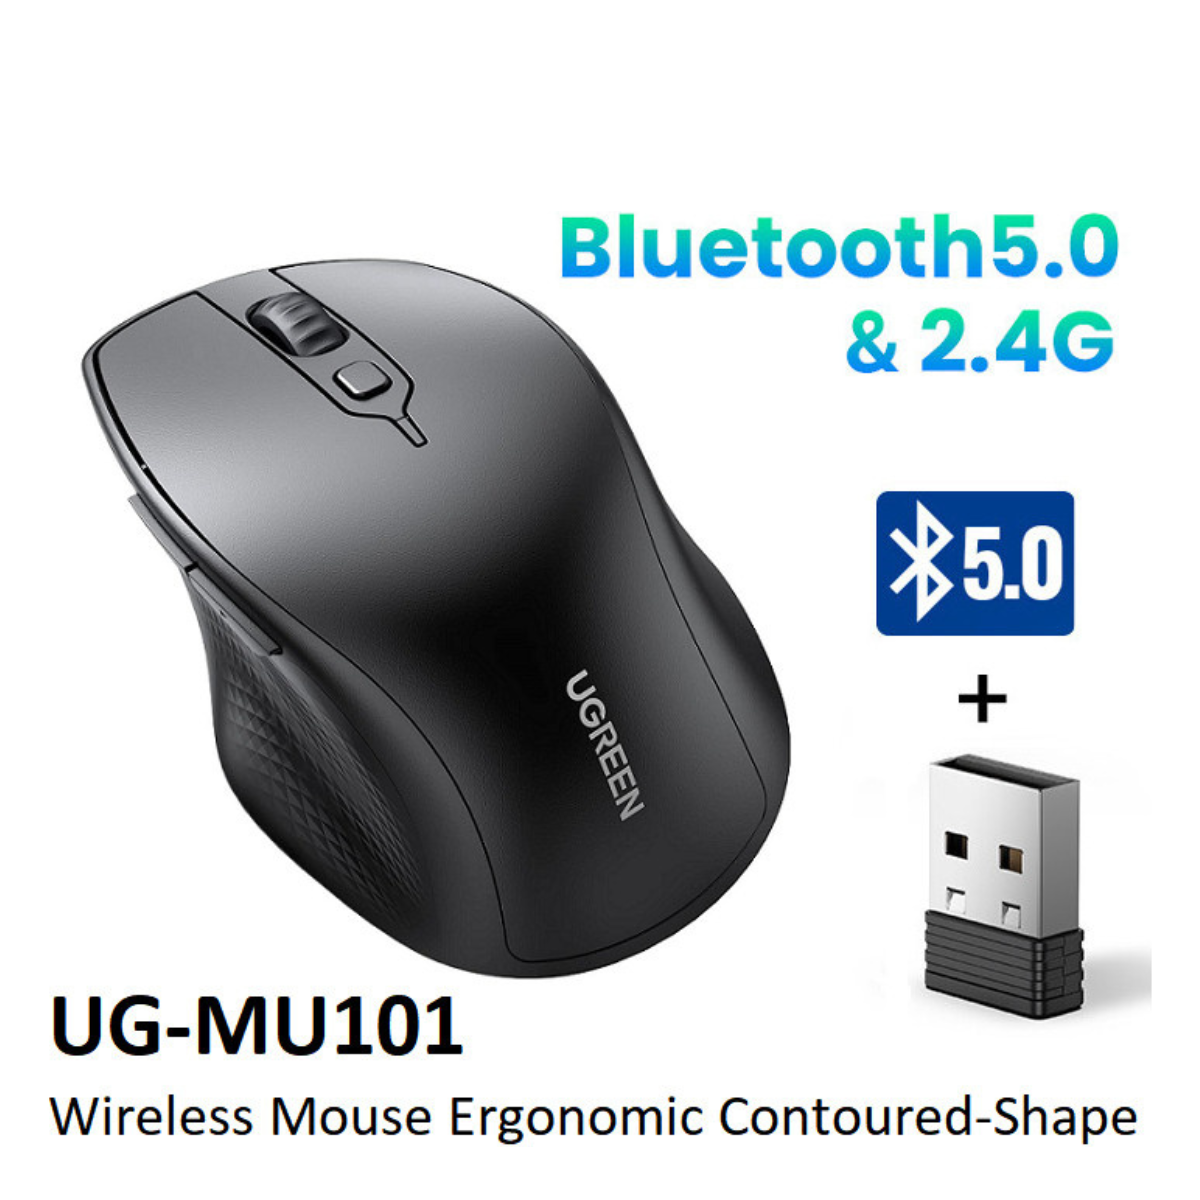 Bluetooth5.0
& 2.4G
5.0
+
UGREEN
UG-MU101
Wireless Mouse Ergonomic Contoured-Shape